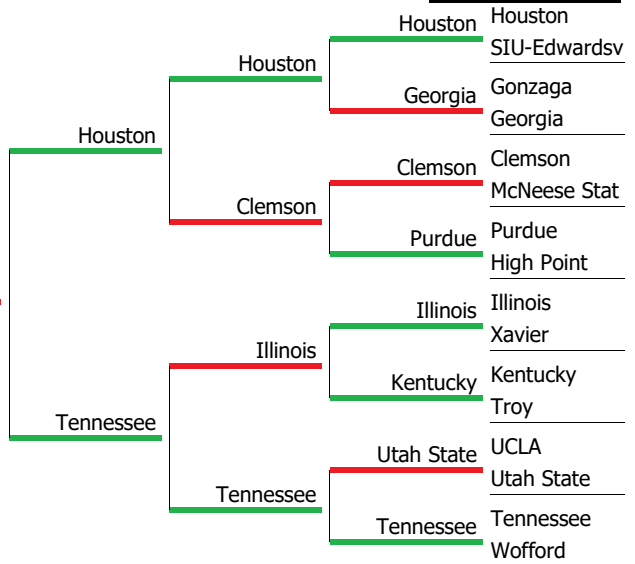 Houston
Houston
SIU-Edwardsv
Houston
Georgia
Gonzaga
Georgia
Houston
Clemson
Clemson
McNeese Stat
Clemson
Purdue
Purdue
High Point
Illinois
Illinois
Xavier
Illinois
Kentucky
Kentucky
Troy
Tennessee
Utah State
UCLA
Utah State
Tennessee
Tennessee
Tennessee
Wofford